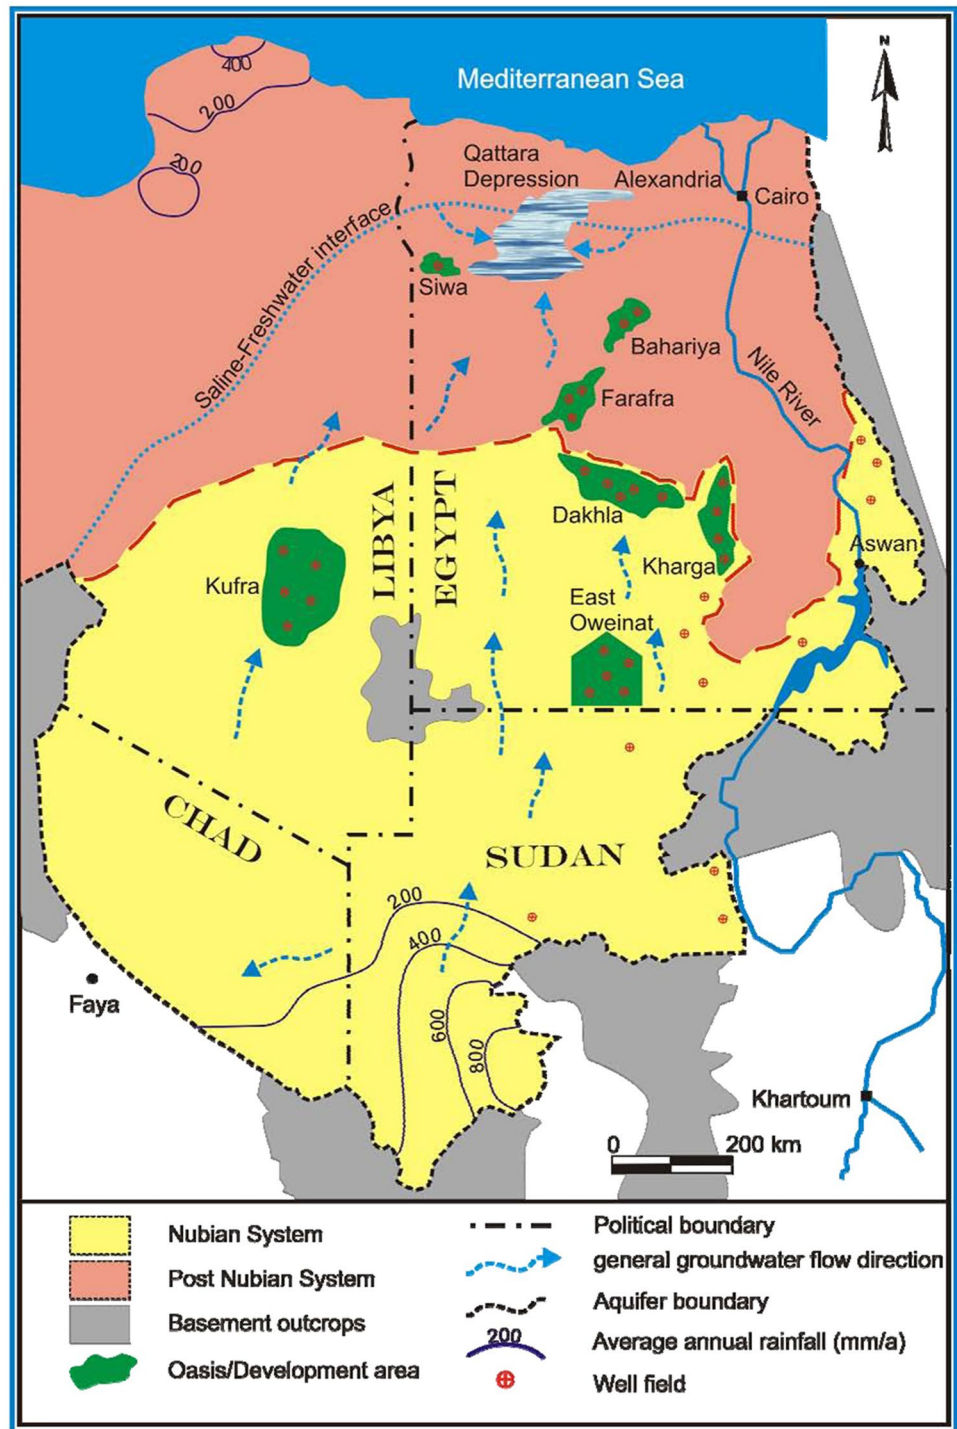 N
Mediterranean Sea
400
200
200
Qattara
Depression
Alexandria
Cairo
Saline-Freshwater interface
Siwa
Bahariya
Nile River
Farafra
LIBYA
EGYPT
Dakhla
Kharga
Aswan
Kufra
East
Oweinat
CHAD
SUDAN
200
400
600
800
Faya
Khartoum
0 200 km
Nubian System
Post Nubian System
Basement outcrops
Oasis/Development area
Political boundary
general groundwater flow direction
Aquifer boundary
200
Average annual rainfall (mm/a)
Well field